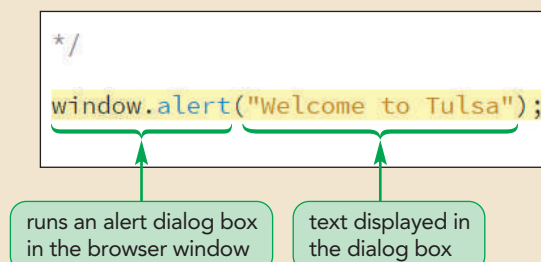 */
window.alert("Welcome to Tulsa");
runs an alert dialog box
in the browser window
text displayed in
the dialog box